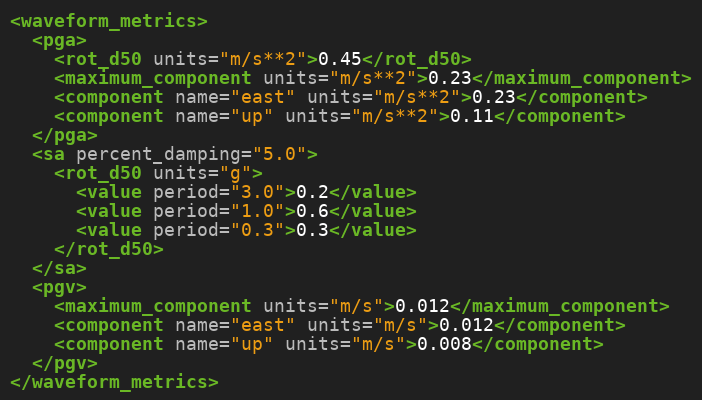 <waveform_metrics>
  <pga>
    <rot_d50 units="m/s**2">0.45</rot_d50>
    <maximum_component units="m/s**2">0.23</maximum_component>
    <component name="east" units="m/s**2">0.23</component>
    <component name="up" units="m/s**2">0.11</component>
  </pga>
  <sa percent_damping="5.0">
    <rot_d50 units="g">
      <value period="3.0">0.2</value>
      <value period="1.0">0.6</value>
      <value period="0.3">0.3</value>
    </rot_d50>
  </sa>
  <pgv>
    <maximum_component units="m/s">0.012</maximum_component>
    <component name="east" units="m/s">0.012</component>
    <component name="up" units="m/s">0.008</component>
  </pgv>
</waveform_metrics>